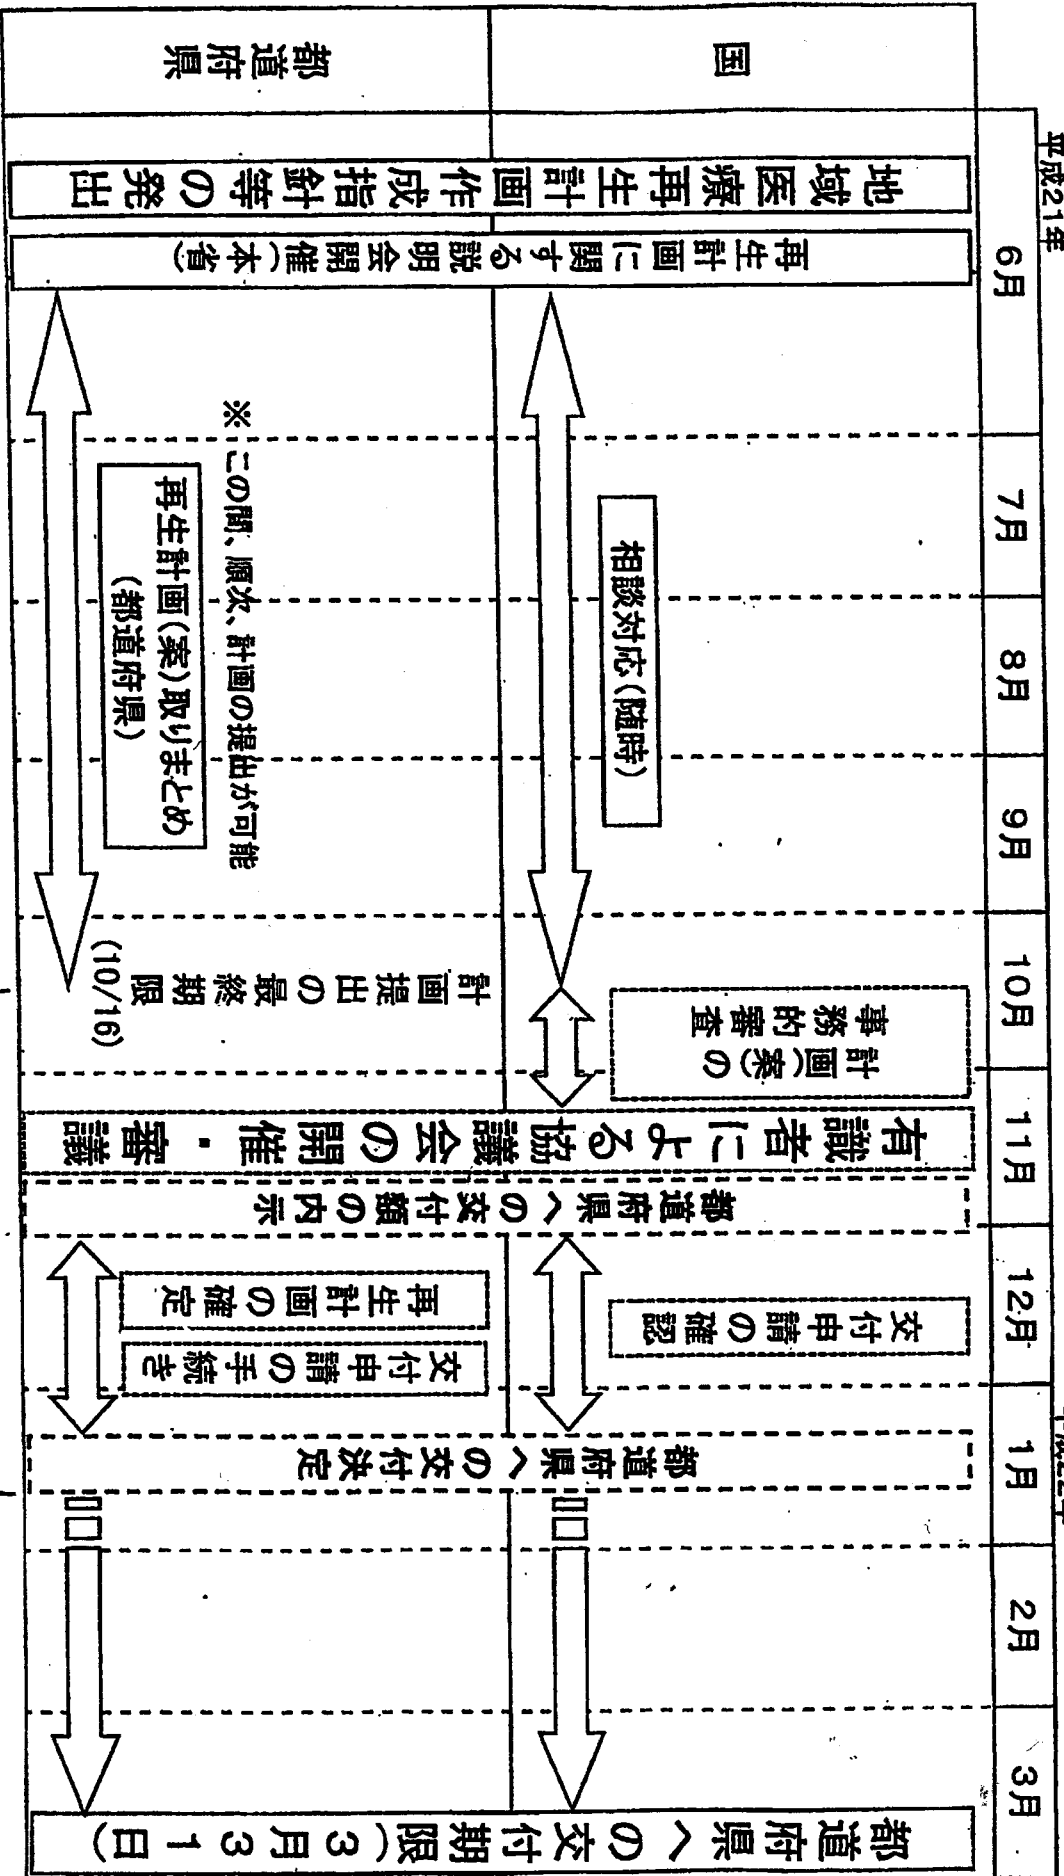 平成21年
6月
7月
8月
9月
10月
11月
12月
1月
2月
3月
国
都道府県
地域医療再生計画作成指針等の発出
再生計画に関する説明会開催(本省)
相談対応(随時)
計画(案)の
事務的審査
※ この間、順次、計画の提出が可能
再生計画(案)取りまとめ
(都道府県)
計画提出の最終期限
(10/16)
有識者による協議会の開催・審議
都道府県への交付額の内示
交付申請の確認
再生計画の確定
交付申請の手続き
都道府県への交付決定
都道府県への交付期限(3月31日)